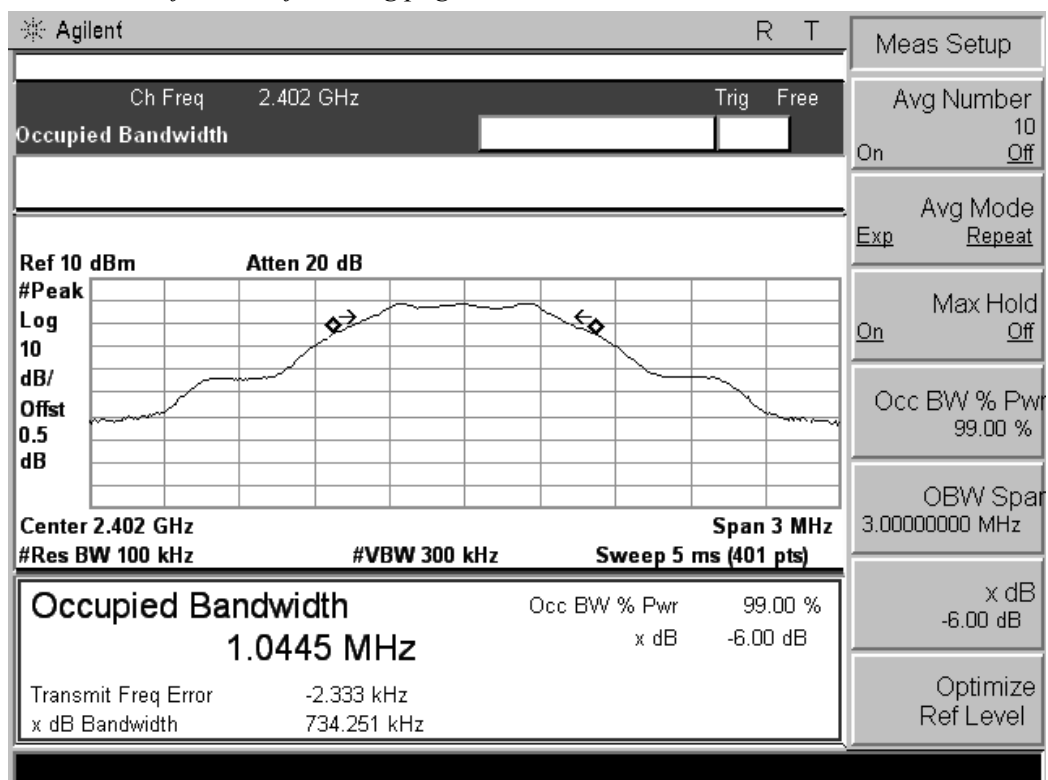 Agilent R T
Ch Freq 2.402 GHz Trig Free
Occupied Bandwidth
Ref 10 dBm Atten 20 dB
#Peak
Log
10
dB/
Offst
0.5
dB
Center 2.402 GHz Span 3 MHz
#Res BW 100 kHz #VBW 300 kHz Sweep 5 ms (401 pts)
Occupied Bandwidth Occ BW % Pwr 99.00 %
1.0445 MHz x dB -6.00 dB
Transmit Freq Error -2.333 kHz
x dB Bandwidth 734.251 kHz
Meas Setup
Avg Number
10
On Off
Avg Mode
Exp Repeat
Max Hold
On Off
Occ BW % Pwr
99.00 %
OBW Span
3.00000000 MHz
x dB
-6.00 dB
Optimize
Ref Level